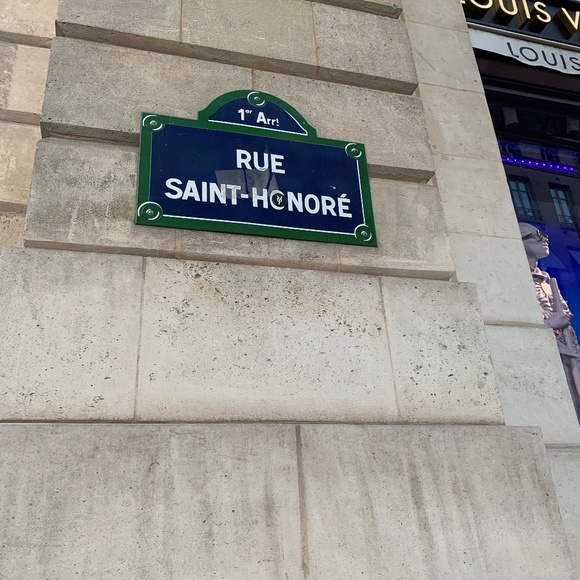 LOUIS V
LOUIS
1er Arrt
RUE
SAINT-HONORÉ